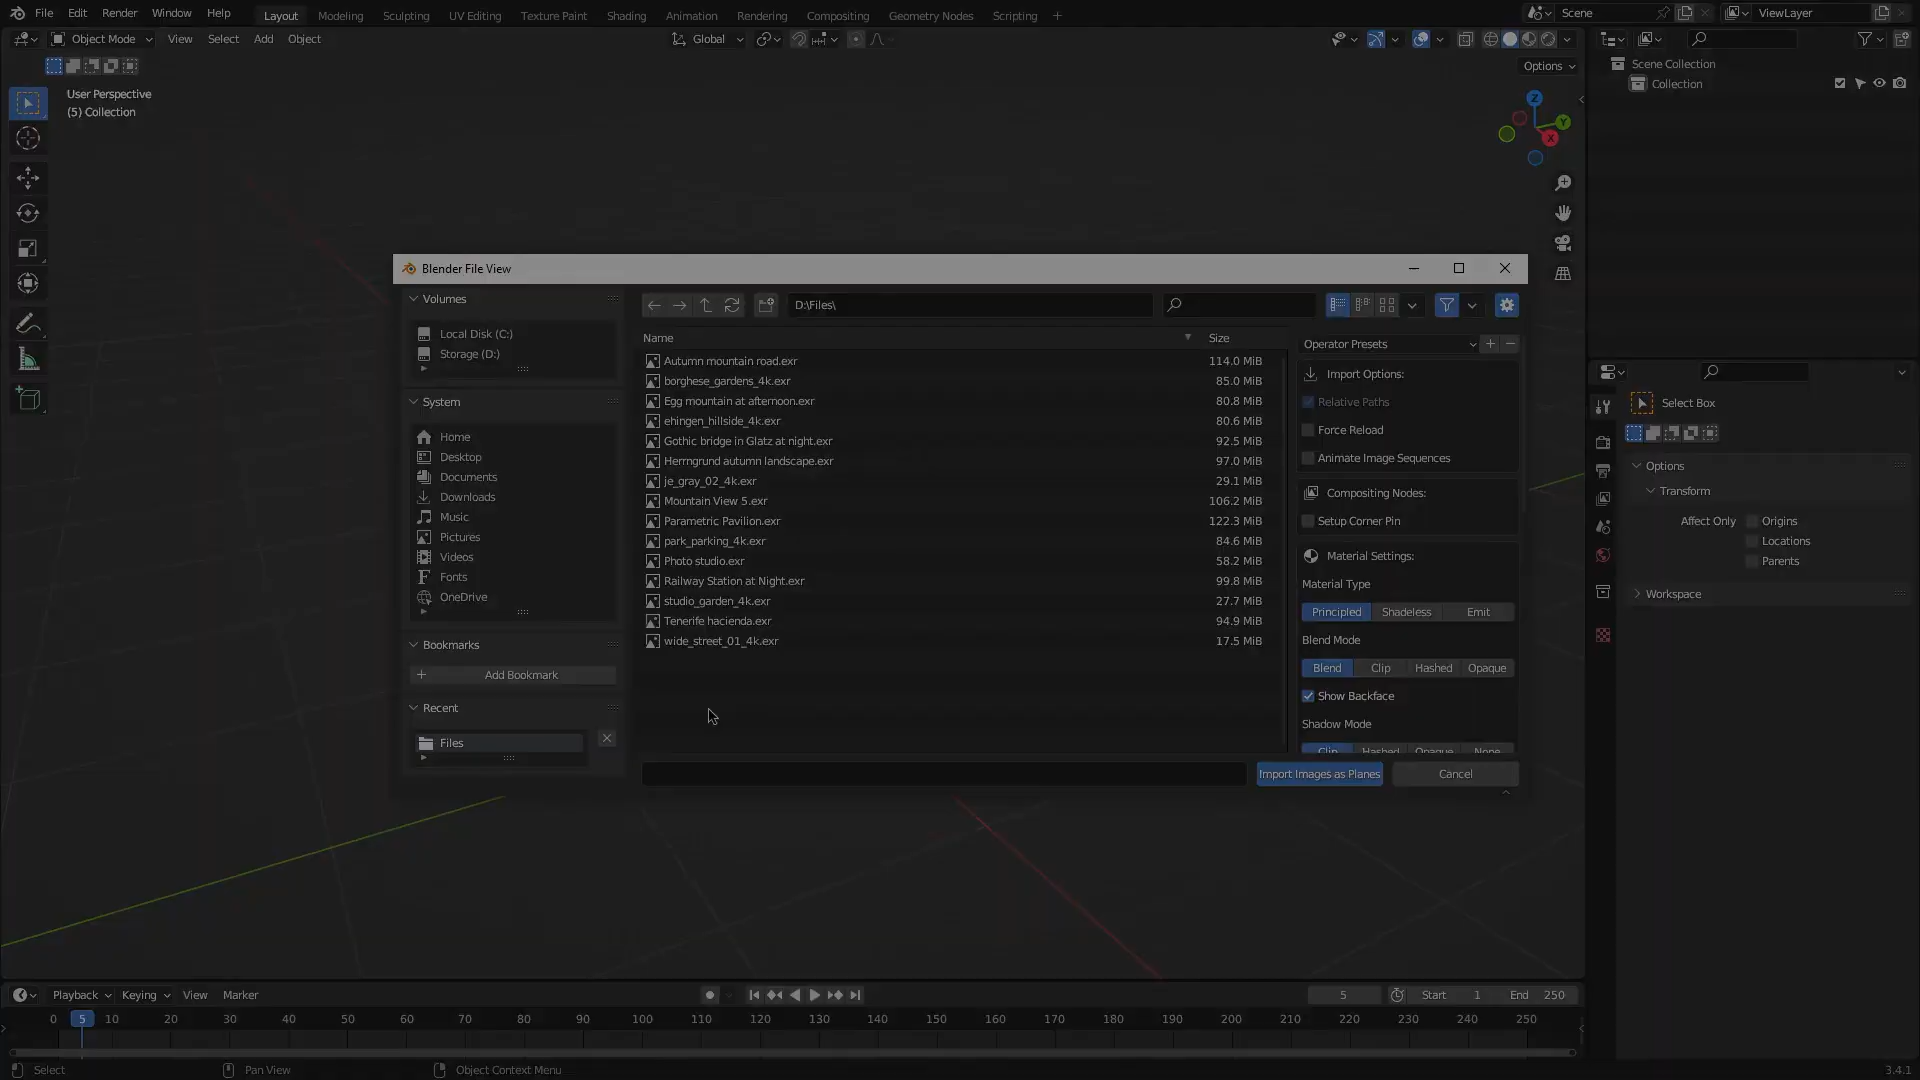 File Edit Render Window Help
Layout Modeling Sculpting UV Editing Texture Paint Shading Animation Rendering Compositing Geometry Nodes Scripting +
Scene
ViewLayer
Object Mode View Select Add Object
Global
Options
User Perspective
(5) Collection
Z
Y
X
Scene Collection
Collection
Blender File View
Volumes
Local Disk (C:)
Storage (D:)
System
Home
Desktop
Documents
Downloads
Music
Pictures
Videos
Fonts
OneDrive
Bookmarks
Add Bookmark
Recent
Files
D:\Files\
Name Size
Autumn mountain road.exr 114.0 MiB
borghese_gardens_4k.exr 85.0 MiB
Egg mountain at afternoon.exr 80.8 MiB
ehingen_hillside_4k.exr 80.6 MiB
Gothic bridge in Glatz at night.exr 92.5 MiB
Herrngrund autumn landscape.exr 97.0 MiB
je_gray_02_4k.exr 29.1 MiB
Mountain View 5.exr 106.2 MiB
Parametric Pavilion.exr 122.3 MiB
park_parking_4k.exr 84.6 MiB
Photo studio.exr 58.2 MiB
Railway Station at Night.exr 99.8 MiB
studio_garden_4k.exr 27.7 MiB
Tenerife hacienda.exr 94.9 MiB
wide_street_01_4k.exr 17.5 MiB
Operator Presets
Import Options:
Relative Paths
Force Reload
Animate Image Sequences
Compositing Nodes:
Setup Corner Pin
Material Settings:
Material Type
Principled Shadeless Emit
Blend Mode
Blend Clip Hashed Opaque
Show Backface
Shadow Mode
Clip Hashed Opaque None
Import Images as Planes Cancel
Select Box
Options
Transform
Affect Only Origins
Locations
Parents
Workspace
Playback Keying View Marker
5 Start 1 End 250
0 5 10 20 30 40 50 60 70 80 90 100 110 120 130 140 150 160 170 180 190 200 210 220 230 240 250
Select Pan View Object Context Menu
3.4.1